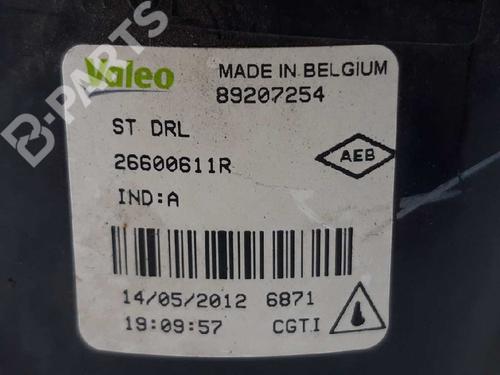 B-PARTS
Valeo
MADE IN BELGIUM
89207254
ST DRL
26600611R
AEB
IND:A
14/05/2012 6871
19:09:57 CGTI